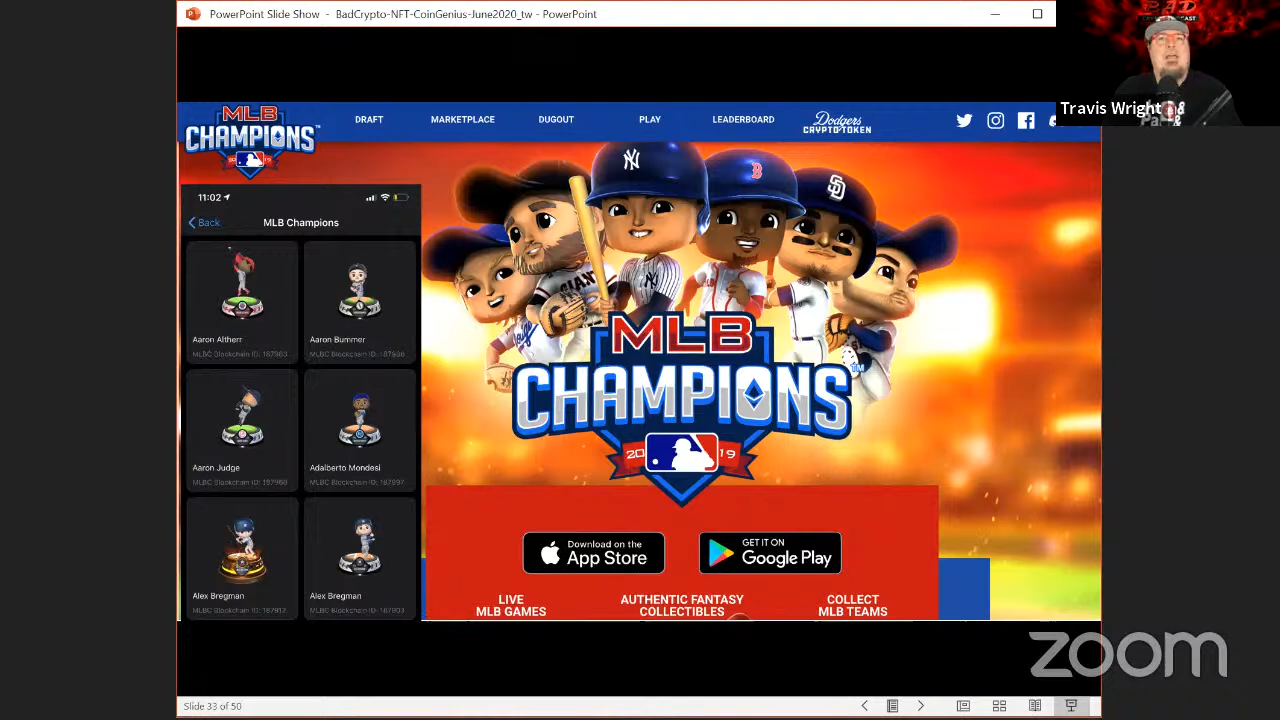 PowerPoint Slide Show - BadCrypto-NFT-CoinGenius-June2020_tw - PowerPoint
BAD
Travis Wright
MLB
CHAMPIONS
DRAFT
MARKETPLACE
DUGOUT
PLAY
LEADERBOARD
Dodgers
CRYPTO-TOKEN
11:02
Back
MLB Champions
Aaron Altherr
Aaron Bummer
Aaron Judge
Adalberto Mondesi
Alex Bregman
Alex Bregman
MLB
CHAMPIONS™
20 19
Download on the
App Store
GET IT ON
Google Play
LIVE
MLB GAMES
AUTHENTIC FANTASY
COLLECTIBLES
COLLECT
MLB TEAMS
zoom
Slide 33 of 50